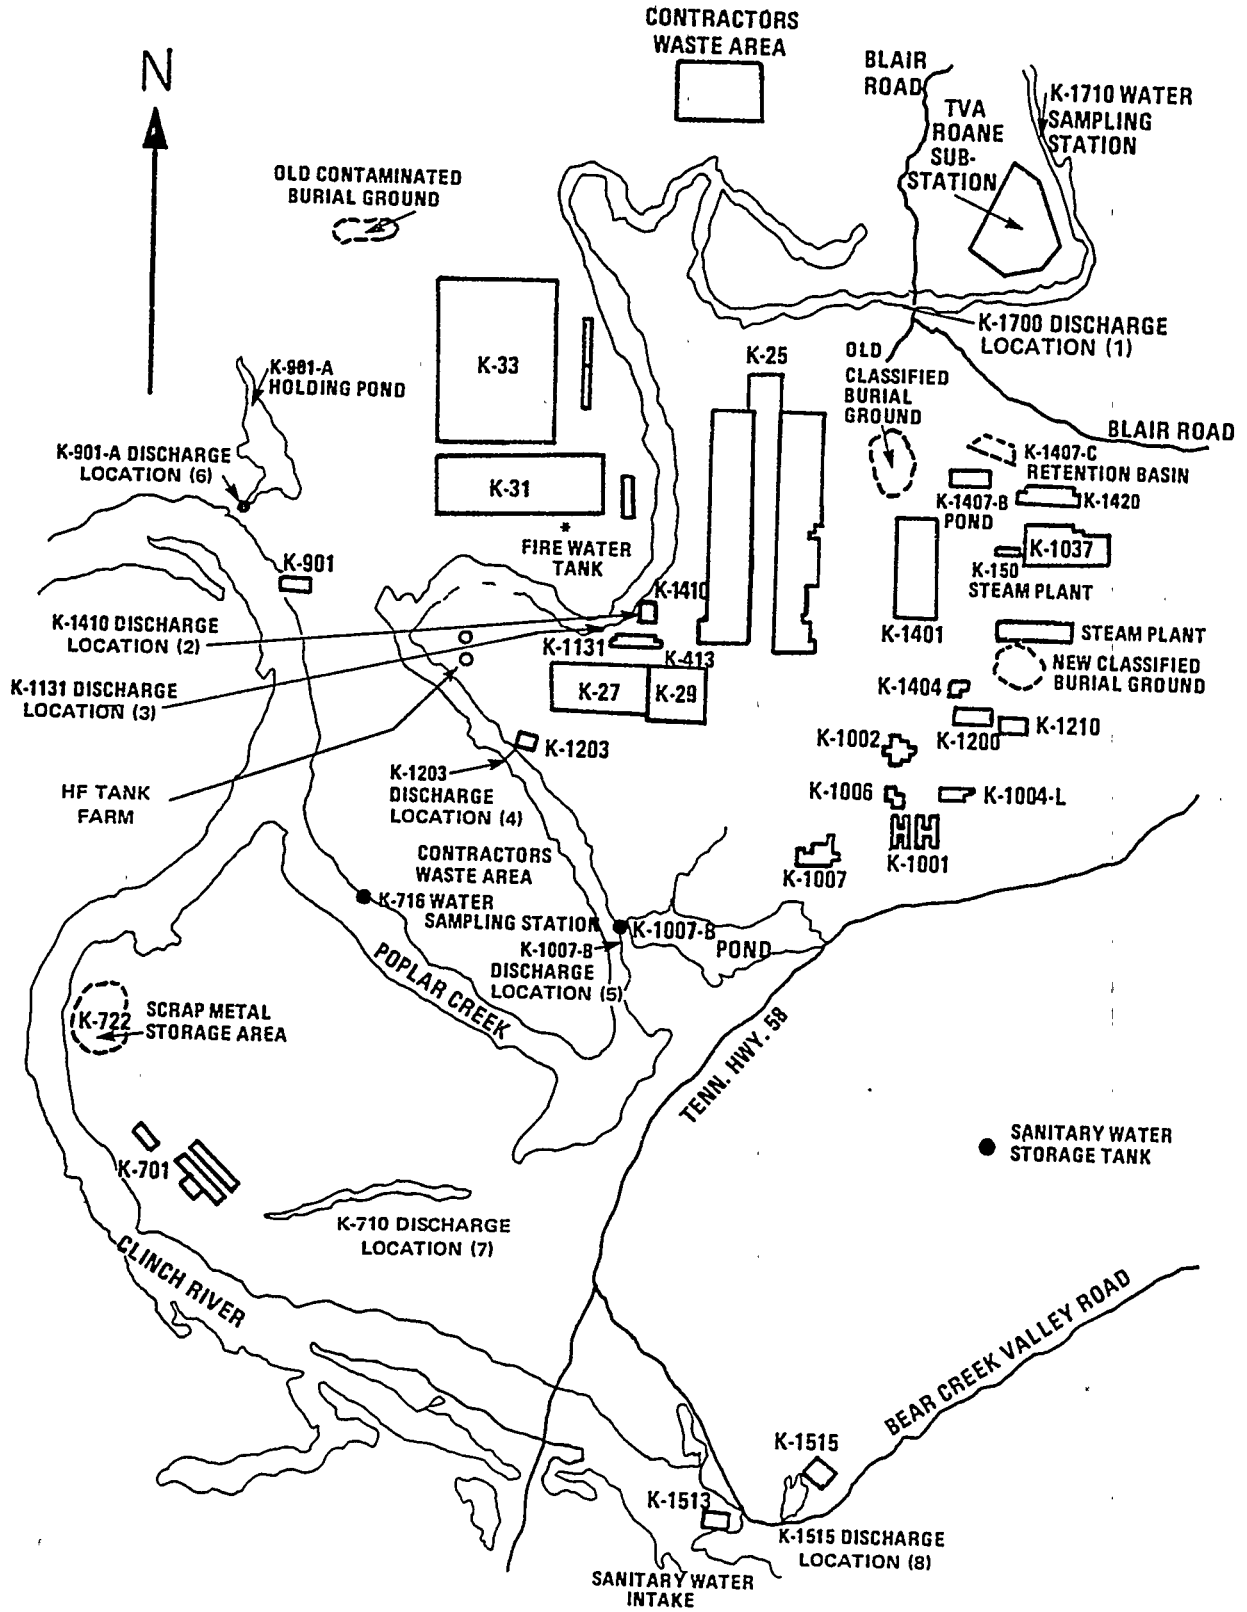 CONTRACTORS
WASTE AREA
BLAIR
ROAD
N
TVA
ROANE
SUB-
STATION
K-1710 WATER
SAMPLING
STATION
OLD CONTAMINATED
BURIAL GROUND
K-1700 DISCHARGE
LOCATION (1)
K-33
K-25
OLD
CLASSIFIED
BURIAL
GROUND
K-901-A
HOLDING POND
BLAIR ROAD
K-901-A DISCHARGE
LOCATION (6)
K-1407-C
RETENTION BASIN
K-31
K-1407-B
POND
K-1420
*
FIRE WATER
TANK
K-901
K-1037
K-150
STEAM PLANT
K-1410
K-1410 DISCHARGE
LOCATION (2)
K-1401
STEAM PLANT
K-1131
K-413
NEW CLASSIFIED
BURIAL GROUND
K-1131 DISCHARGE
LOCATION (3)
K-27
K-29
K-1404
K-1210
K-1200
K-1002
K-1203
K-1203
DISCHARGE
LOCATION (4)
HF TANK
FARM
K-1006
K-1004-L
CONTRACTORS
WASTE AREA
K-1001
K-1007
K-716 WATER
SAMPLING STATION
K-1007-B
POND
K-1007-B
DISCHARGE
LOCATION (5)
POPLAR CREEK
K-722
SCRAP METAL
STORAGE AREA
TENN. HWY. 58
SANITARY WATER
STORAGE TANK
K-701
K-710 DISCHARGE
LOCATION (7)
CLINCH RIVER
BEAR CREEK VALLEY ROAD
K-1515
K-1513
K-1515 DISCHARGE
LOCATION (8)
SANITARY WATER
INTAKE